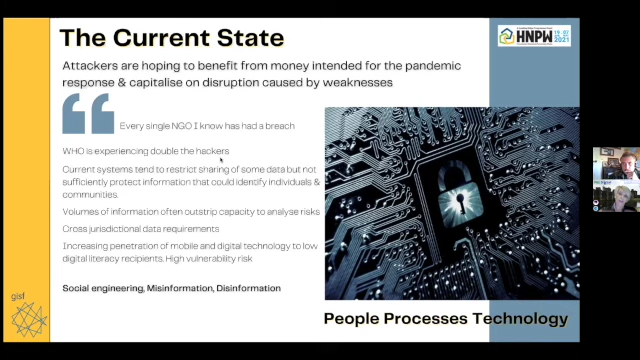 The Current State
HNPW
2021
Attackers are hoping to benefit from money intended for the pandemic
response & capitalise on disruption caused by weaknesses
Every single NGO I know has had a breach
WHO is experiencing double the hackers
Current systems tend to restrict sharing of some data but not
sufficiently protect information that could identify individuals &
communities.
Volumes of information often outstrip capacity to analyse risks
Cross jurisdictional data requirements
Increasing penetration of mobile and digital technology to low
digital literacy recipients. High vulnerability risk
Social engineering, Misinformation, Disinformation
gisf
People Processes Technology